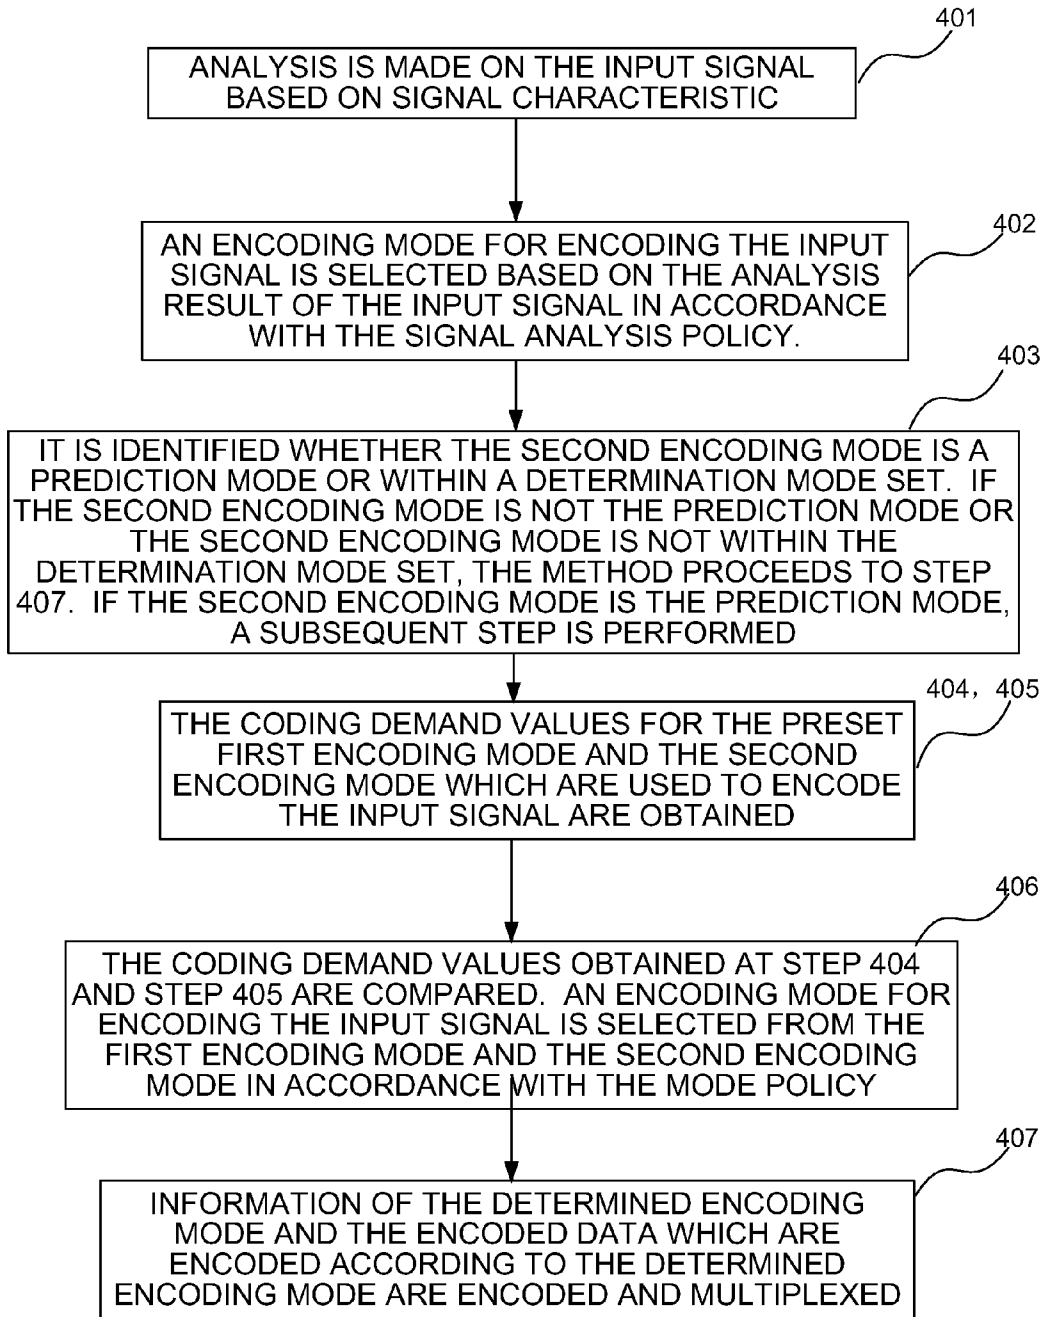 401
ANALYSIS IS MADE ON THE INPUT SIGNAL
BASED ON SIGNAL CHARACTERISTIC
402
AN ENCODING MODE FOR ENCODING THE INPUT
SIGNAL IS SELECTED BASED ON THE ANALYSIS
RESULT OF THE INPUT SIGNAL IN ACCORDANCE
WITH THE SIGNAL ANALYSIS POLICY.
403
IT IS IDENTIFIED WHETHER THE SECOND ENCODING MODE IS A
PREDICTION MODE OR WITHIN A DETERMINATION MODE SET. IF
THE SECOND ENCODING MODE IS NOT THE PREDICTION MODE OR
THE SECOND ENCODING MODE IS NOT WITHIN THE
DETERMINATION MODE SET, THE METHOD PROCEEDS TO STEP
407. IF THE SECOND ENCODING MODE IS THE PREDICTION MODE,
A SUBSEQUENT STEP IS PERFORMED
404, 405
THE CODING DEMAND VALUES FOR THE PRESET
FIRST ENCODING MODE AND THE SECOND
ENCODING MODE WHICH ARE USED TO ENCODE
THE INPUT SIGNAL ARE OBTAINED
406
THE CODING DEMAND VALUES OBTAINED AT STEP 404
AND STEP 405 ARE COMPARED. AN ENCODING MODE FOR
ENCODING THE INPUT SIGNAL IS SELECTED FROM THE
FIRST ENCODING MODE AND THE SECOND ENCODING
MODE IN ACCORDANCE WITH THE MODE POLICY
407
INFORMATION OF THE DETERMINED ENCODING
MODE AND THE ENCODED DATA WHICH ARE
ENCODED ACCORDING TO THE DETERMINED
ENCODING MODE ARE ENCODED AND MULTIPLEXED